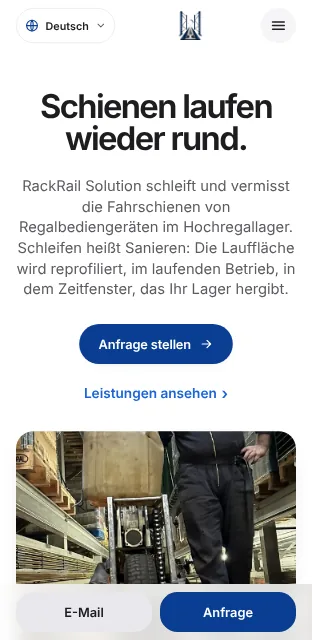 Deutsch
Schienen laufen
wieder rund.
RackRail Solution schleift und vermisst
die Fahrschienen von
Regalbediengeräten im Hochregallager.
Schleifen heißt Sanieren: Die Lauffläche
wird reprofiliert, im laufenden Betrieb, in
dem Zeitfenster, das Ihr Lager hergibt.
Anfrage stellen →
Leistungen ansehen ›
E-Mail
Anfrage